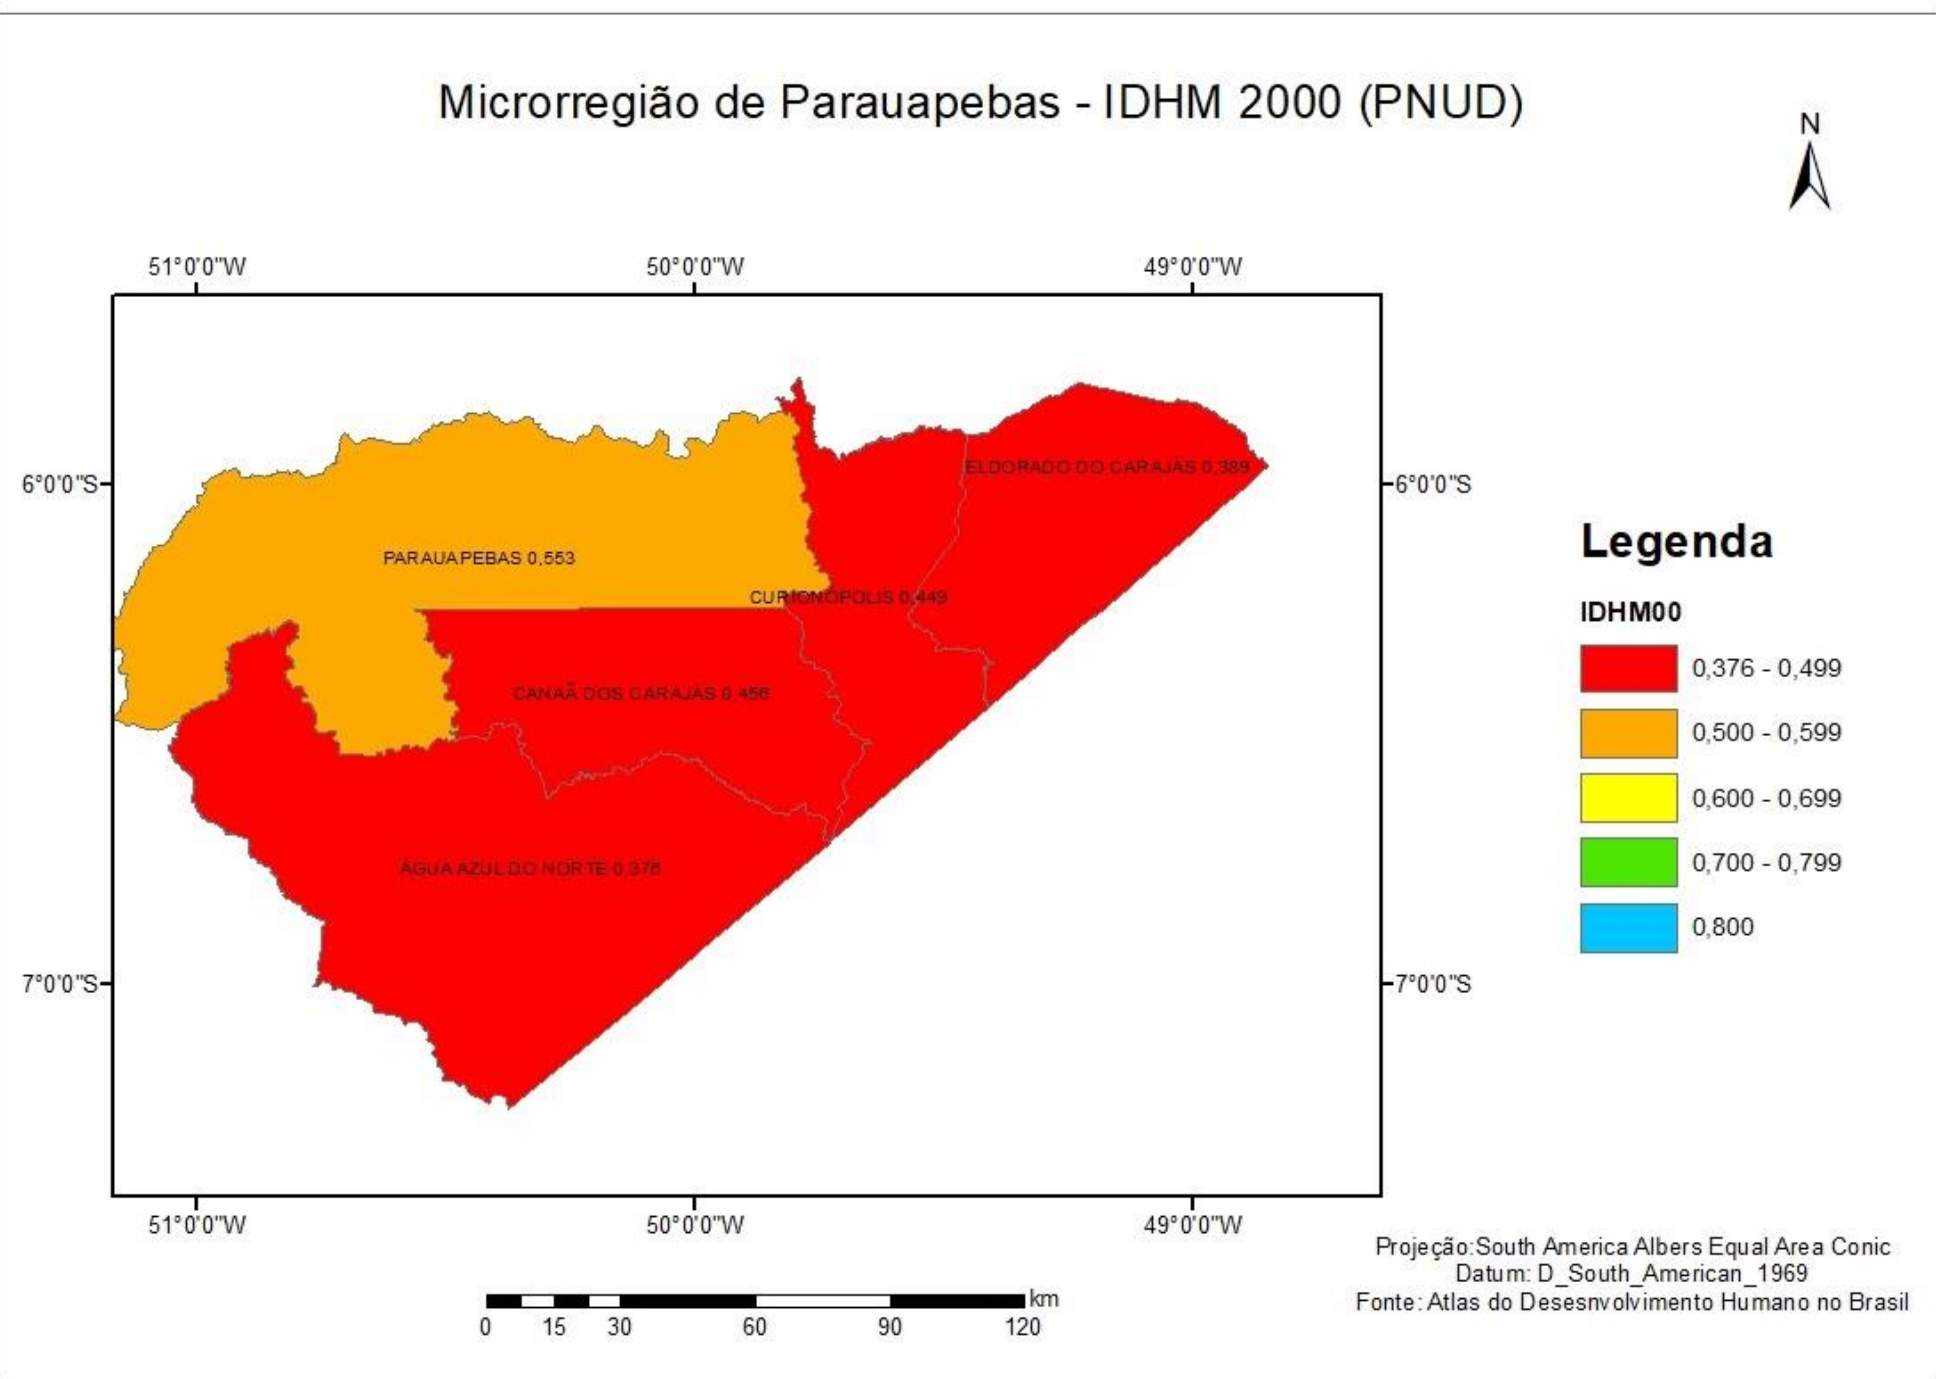 Microrregião de Parauapebas - IDHM 2000 (PNUD)
N
51°0'0"W 50°0'0"W 49°0'0"W
6°0'0"S 6°0'0"S
ELDORADO DO CARAJÁS 0,389
PARAUAPEBAS 0,553
CURIONÓPOLIS 0,449
CANAÃ DOS CARAJÁS 0,456
ÁGUA AZUL DO NORTE 0,376
7°0'0"S 7°0'0"S
51°0'0"W 50°0'0"W 49°0'0"W
Legenda
IDHM00
0,376 - 0,499
0,500 - 0,599
0,600 - 0,699
0,700 - 0,799
0,800
km
0 15 30 60 90 120
Projeção:South America Albers Equal Area Conic
Datum: D_South_American_1969
Fonte: Atlas do Desesnvolvimento Humano no Brasil